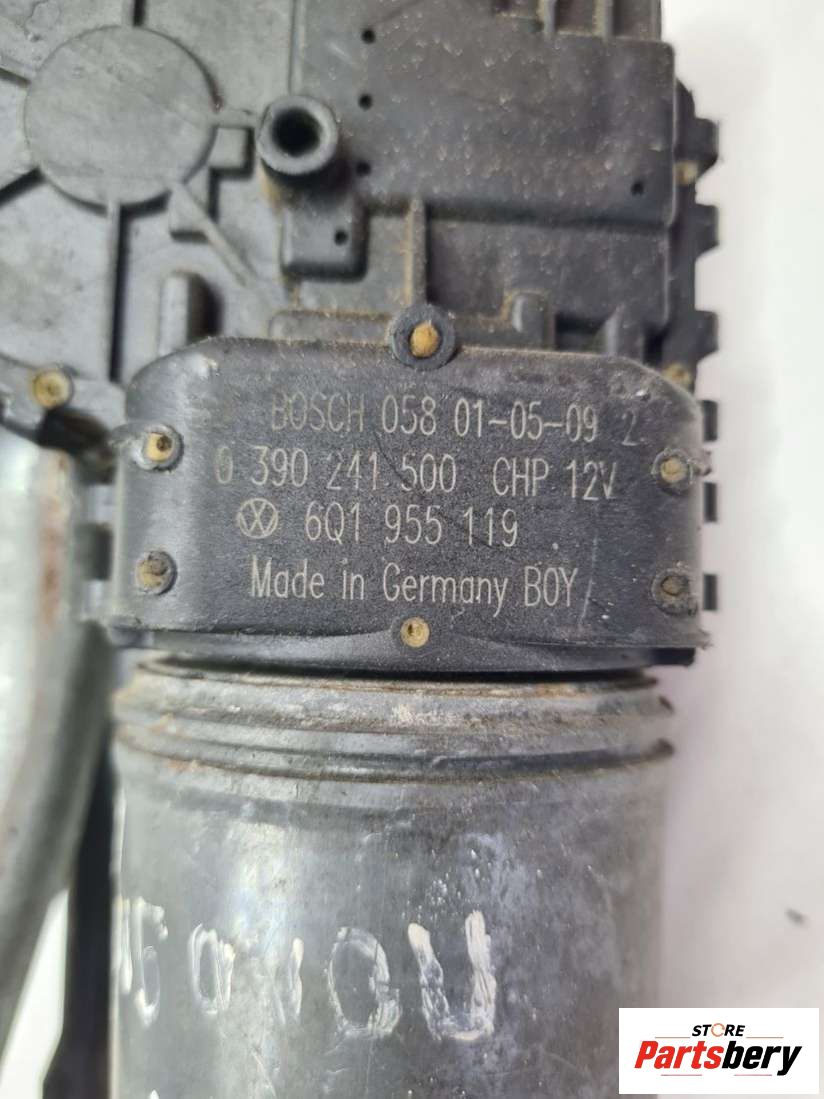 BOSCH 058 01-05-09 2
0 390 241 500 CHP 12V
6Q1 955 119
Made in Germany BOY
STORE
Partsbery